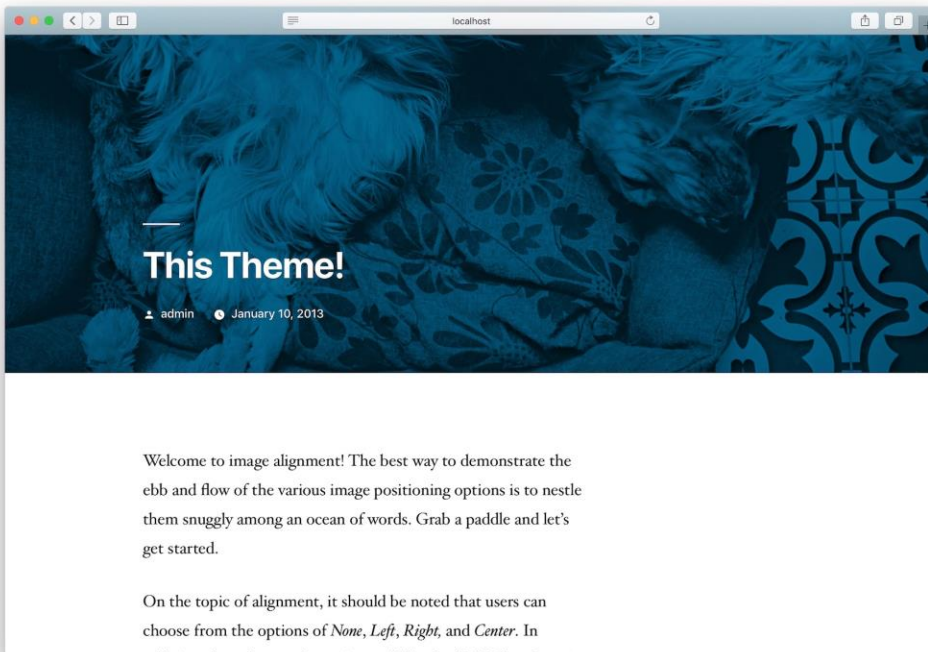 localhost
This Theme!
admin January 10, 2013
Welcome to image alignment! The best way to demonstrate the
ebb and flow of the various image positioning options is to nestle
them snuggly among an ocean of words. Grab a paddle and let’s
get started.
On the topic of alignment, it should be noted that users can
choose from the options of None, Left, Right, and Center. In